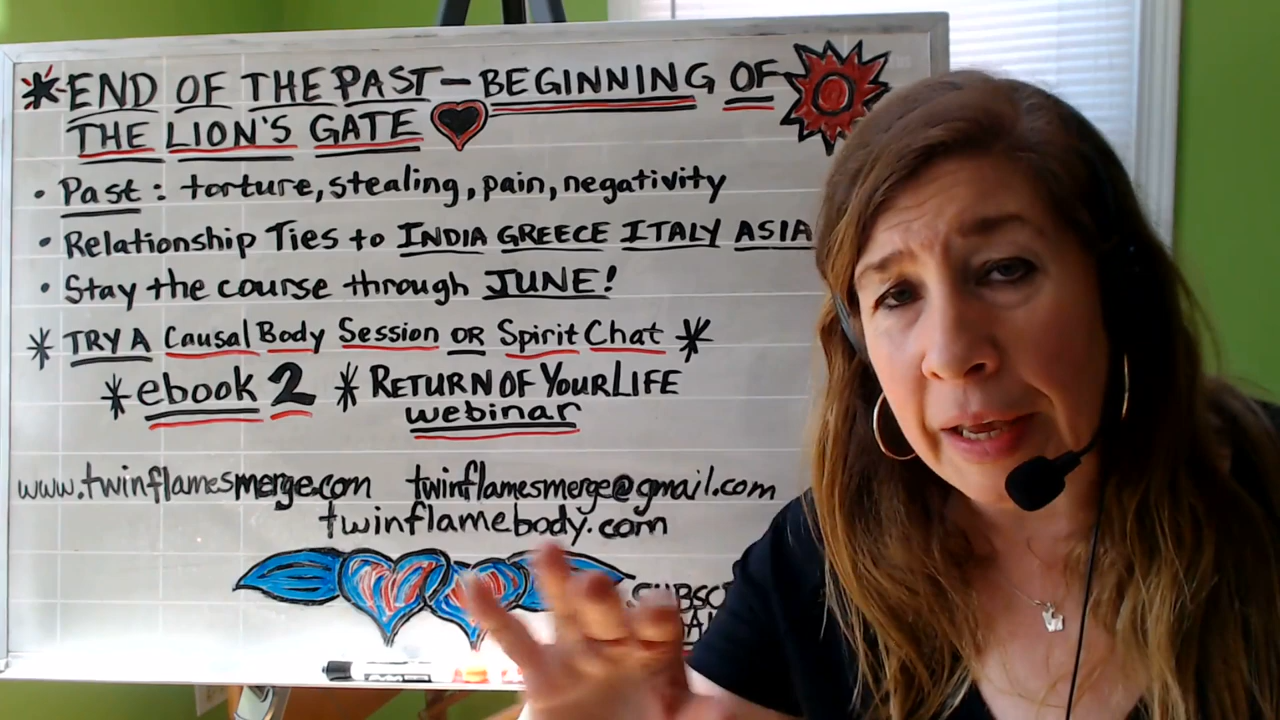 END OF THE PAST – BEGINNING OF
THE LION'S GATE
• Past: torture, stealing, pain, negativity
• Relationship Ties to INDIA GREECE ITALY ASIA
• Stay the course through JUNE!
* TRY A Causal Body Session OR Spirit Chat *
* ebook 2 * RETURN OF YOUR LIFE
webinar
www.twinflamesmerge.com twinflamesmerge@gmail.com
twinflamebody.com